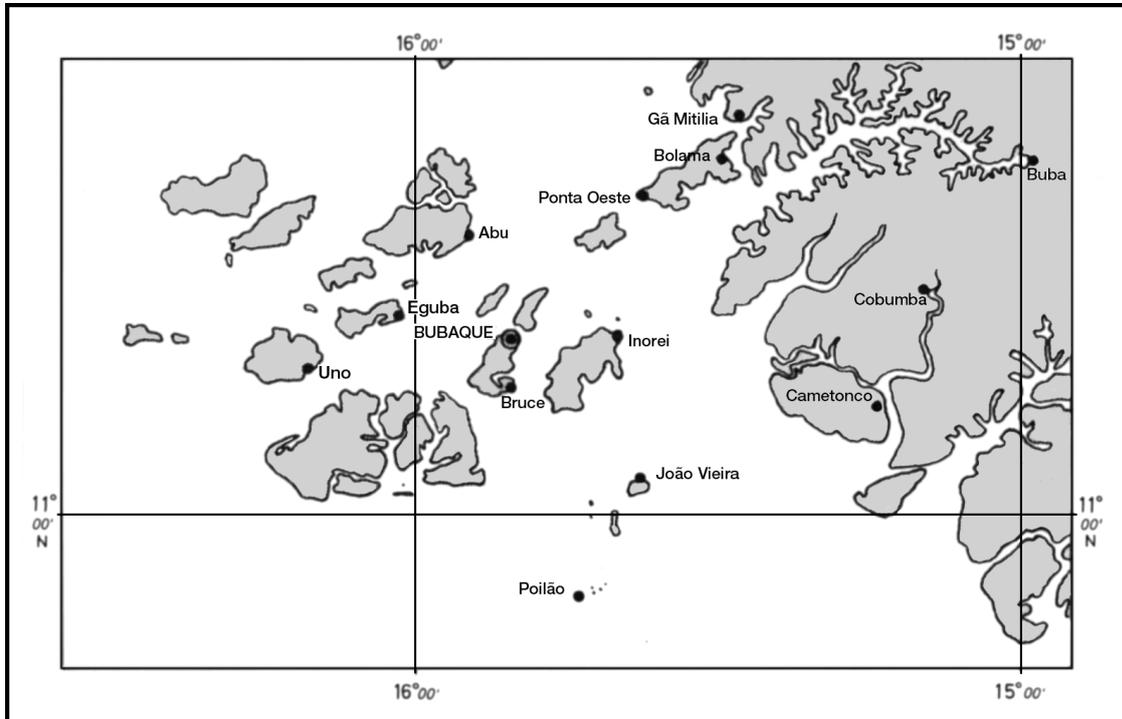 16°00' 15°00'
Gã Mitilia
Bolama
Buba
Ponta Oeste
Abu
Cobumba
Eguba
BUBAQUE
Inorei
Uno
Cametonco
Bruce
João Vieira
11° 11°
00' 00'
N N
Poilão
16°00' 15°00'